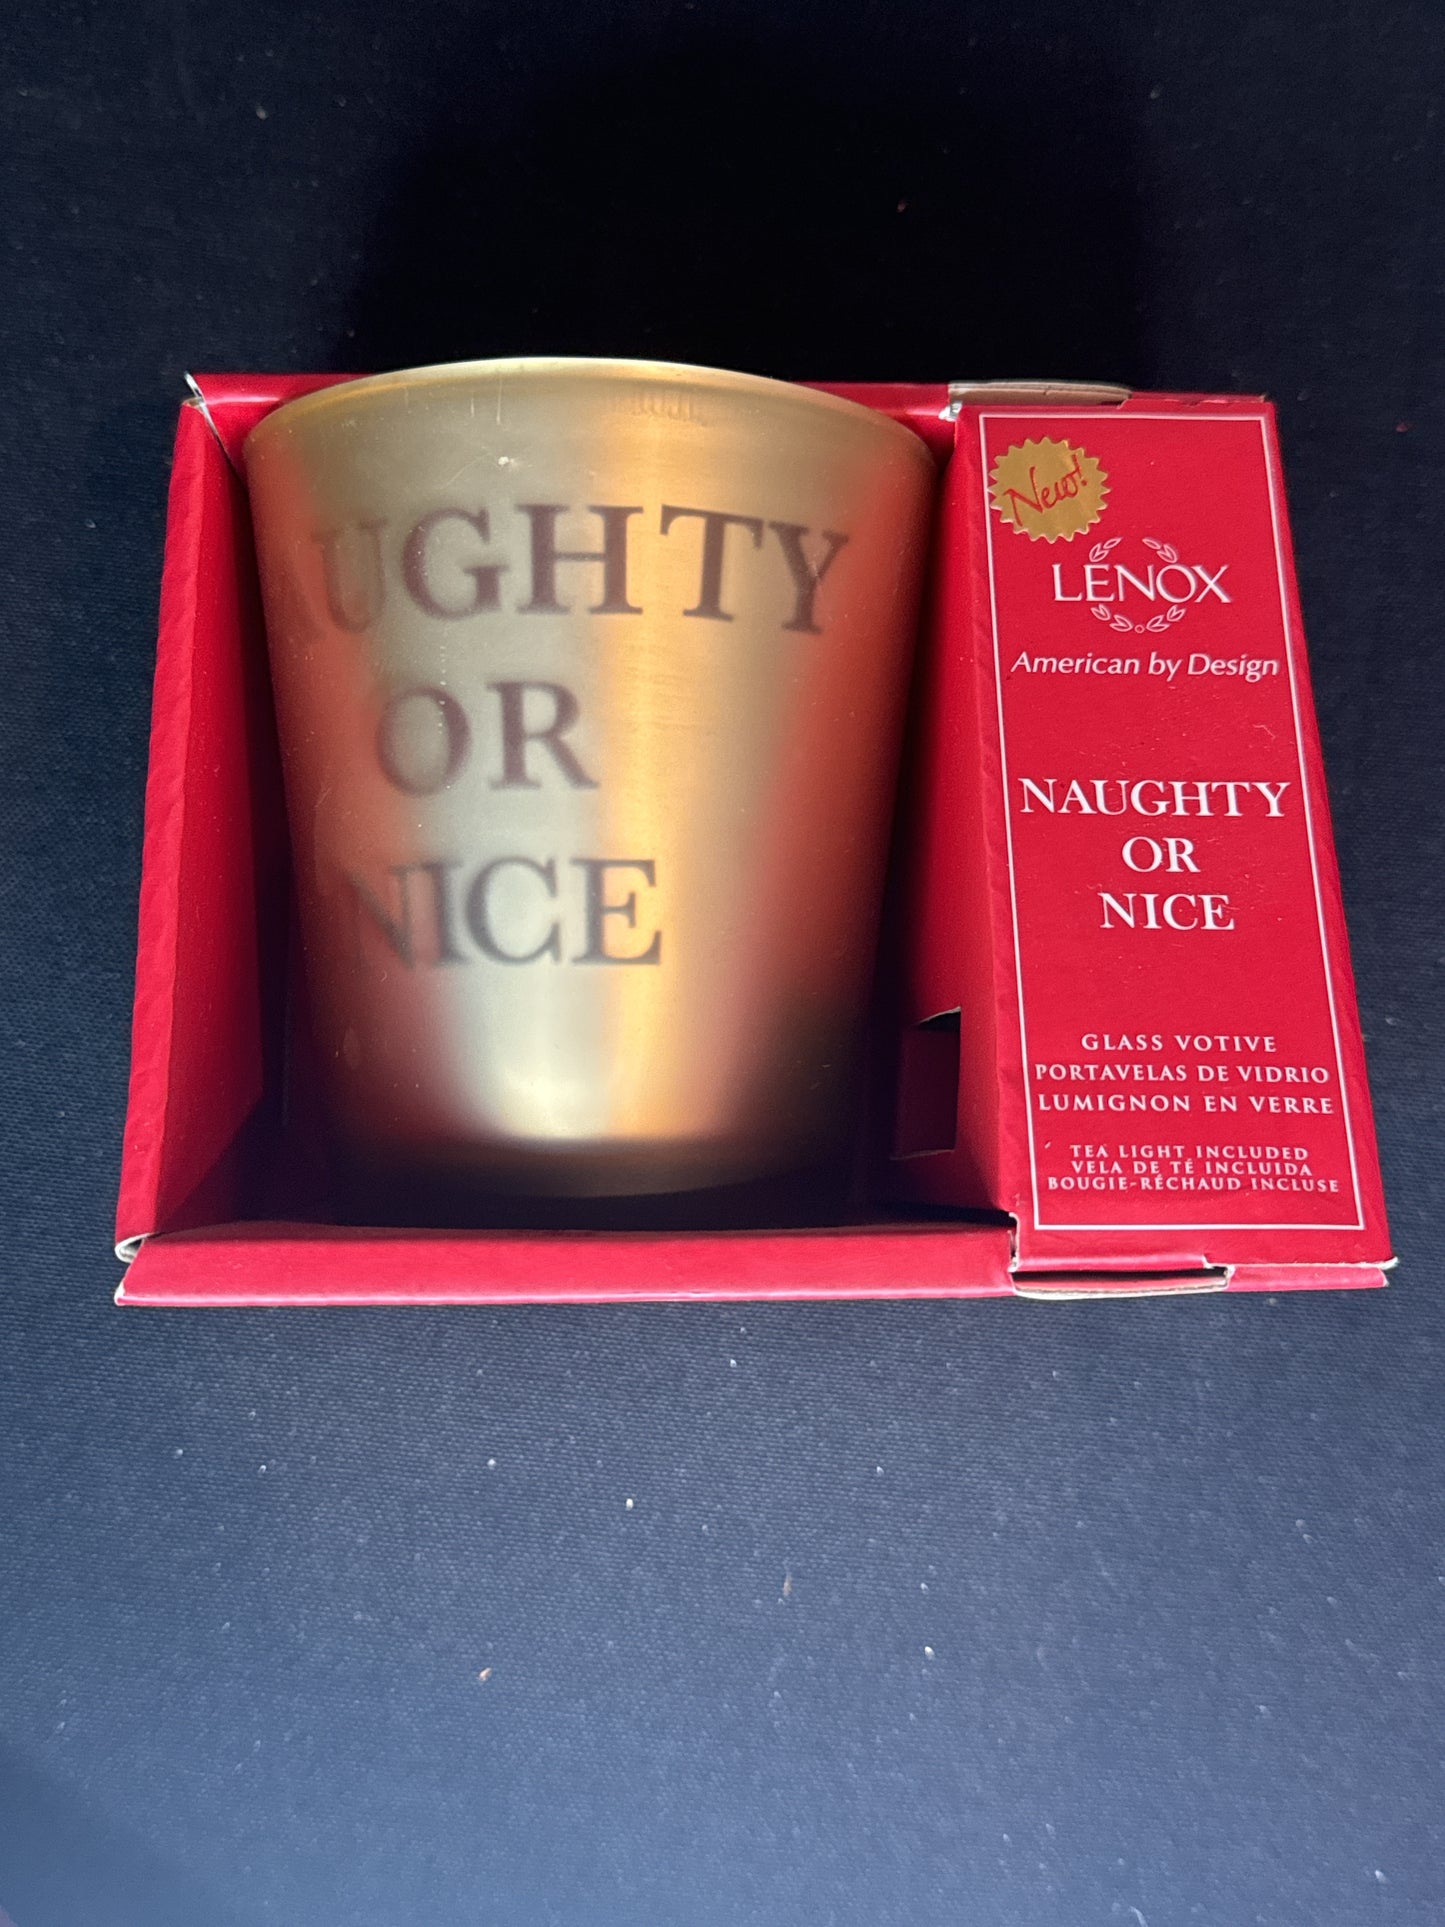 NAUGHTY
OR
NICE
New!
LENOX
American by Design
NAUGHTY
OR
NICE
GLASS VOTIVE
PORTAVELAS DE VIDRIO
LUMIGNON EN VERRE
TEA LIGHT INCLUDED
VELA DE TÉ INCLUIDA
BOUGIE-RÉCHAUD INCLUSE